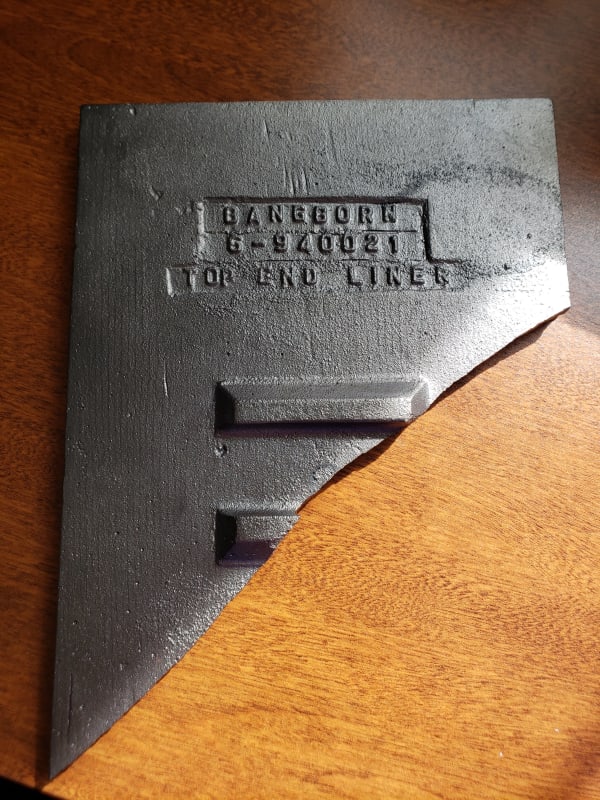 BANGBORN
6-940021
TOP END LINER